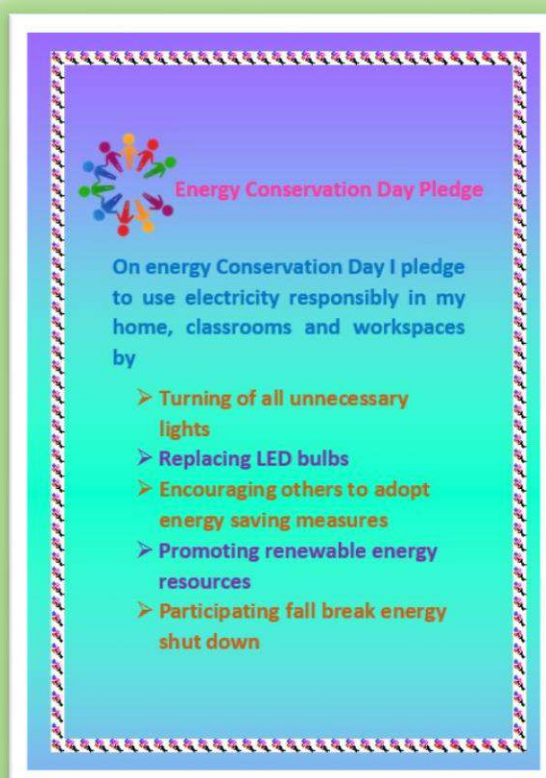 Energy Conservation Day Pledge
On energy Conservation Day I pledge
to use electricity responsibly in my
home, classrooms and workspaces
by
➢ Turning of all unnecessary
lights
➢ Replacing LED bulbs
➢ Encouraging others to adopt
energy saving measures
➢ Promoting renewable energy
resources
➢ Participating fall break energy
shut down